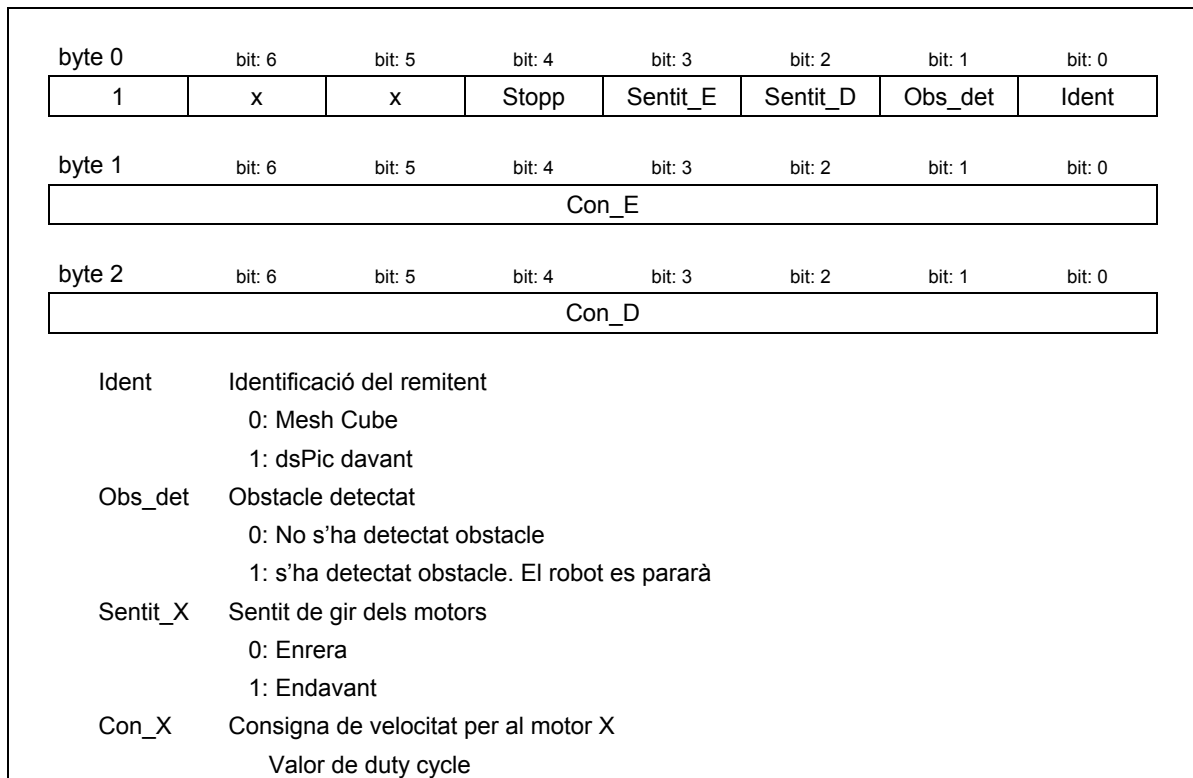 byte 0 bit: 6 bit: 5 bit: 4 bit: 3 bit: 2 bit: 1 bit: 0
1 x x Stopp Sentit_E Sentit_D Obs_det Ident
byte 1 bit: 6 bit: 5 bit: 4 bit: 3 bit: 2 bit: 1 bit: 0
Con_E
byte 2 bit: 6 bit: 5 bit: 4 bit: 3 bit: 2 bit: 1 bit: 0
Con_D
Ident Identificació del remitent
0: Mesh Cube
1: dsPic davant
Obs_det Obstacle detectat
0: No s’ha detectat obstacle
1: s’ha detectat obstacle. El robot es pararà
Sentit_X Sentit de gir dels motors
0: Enrera
1: Endavant
Con_X Consigna de velocitat per al motor X
Valor de duty cycle